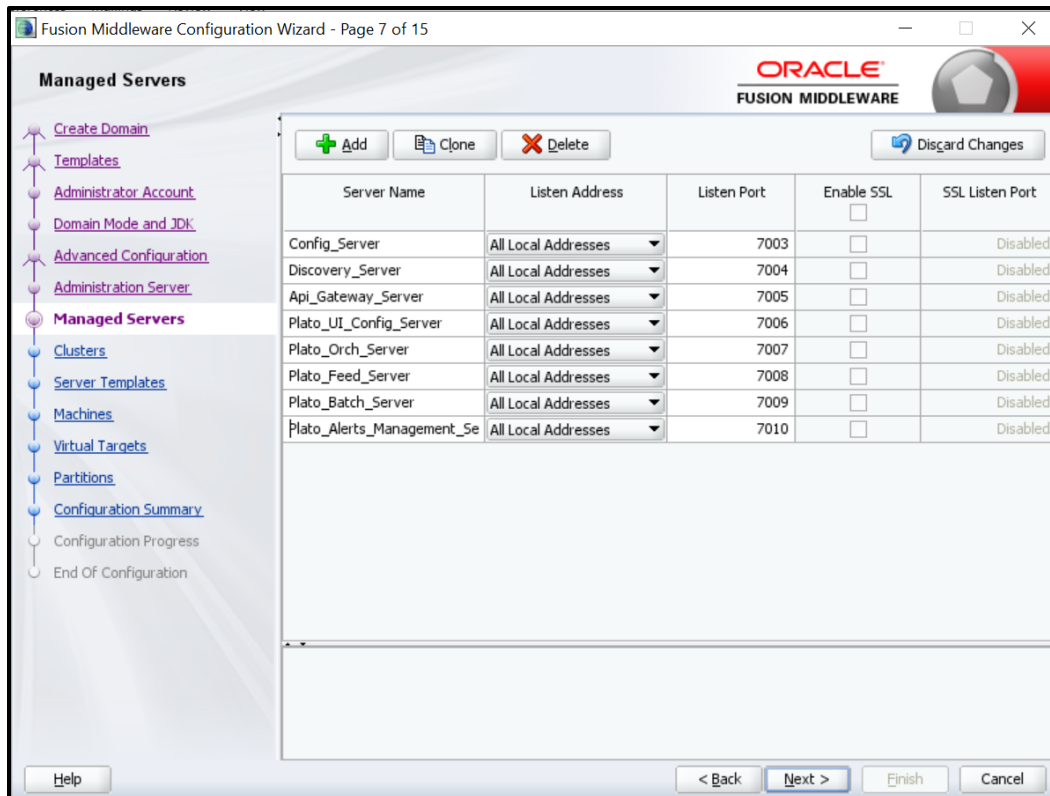 Fusion Middleware Configuration Wizard - Page 7 of 15
Managed Servers
ORACLE
FUSION MIDDLEWARE
Create Domain
Templates
Administrator Account
Domain Mode and JDK
Advanced Configuration
Administration Server
Managed Servers
Clusters
Server Templates
Machines
Virtual Targets
Partitions
Configuration Summary
Configuration Progress
End Of Configuration
Add Clone Delete Discard Changes
Server Name Listen Address Listen Port Enable SSL SSL Listen Port
Config_Server All Local Addresses 7003 Disabled
Discovery_Server All Local Addresses 7004 Disabled
Api_Gateway_Server All Local Addresses 7005 Disabled
Plato_UI_Config_Server All Local Addresses 7006 Disabled
Plato_Orch_Server All Local Addresses 7007 Disabled
Plato_Feed_Server All Local Addresses 7008 Disabled
Plato_Batch_Server All Local Addresses 7009 Disabled
Plato_Alerts_Management_Se All Local Addresses 7010 Disabled
Help < Back Next > Finish Cancel